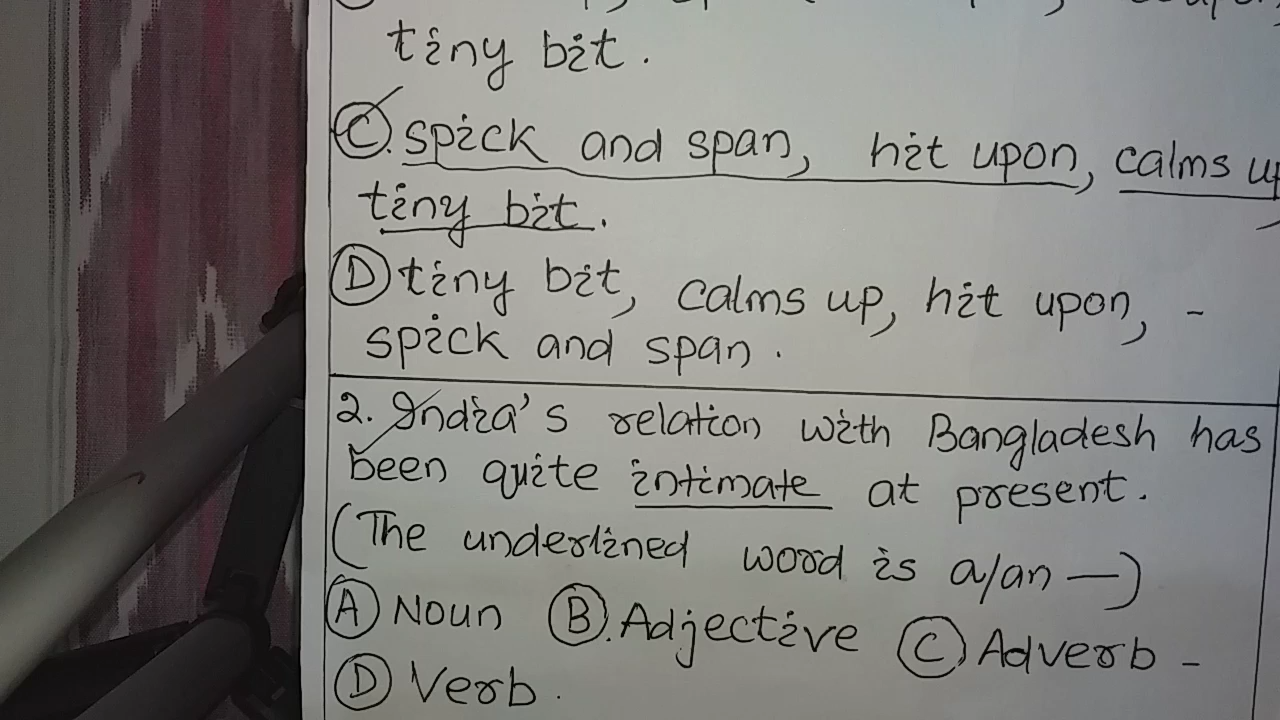 tiny bit.
C. spick and span, hit upon, calms up,
tiny bit.
D tiny bit, calms up, hit upon, -
spick and span.
2. India's relation with Bangladesh has
been quite intimate at present.
(The underlined word is a/an —)
A Noun B. Adjective C Adverb -
D Verb.